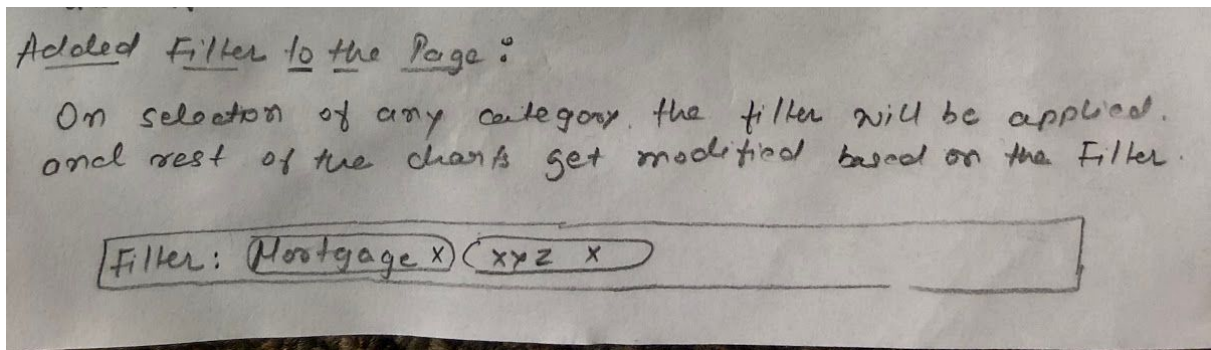 Added Filter to the Page :
On selection of any category. the filter will be applied.
and rest of the charts get modified based on the Filter.
Filter: Mortgage x xyz x